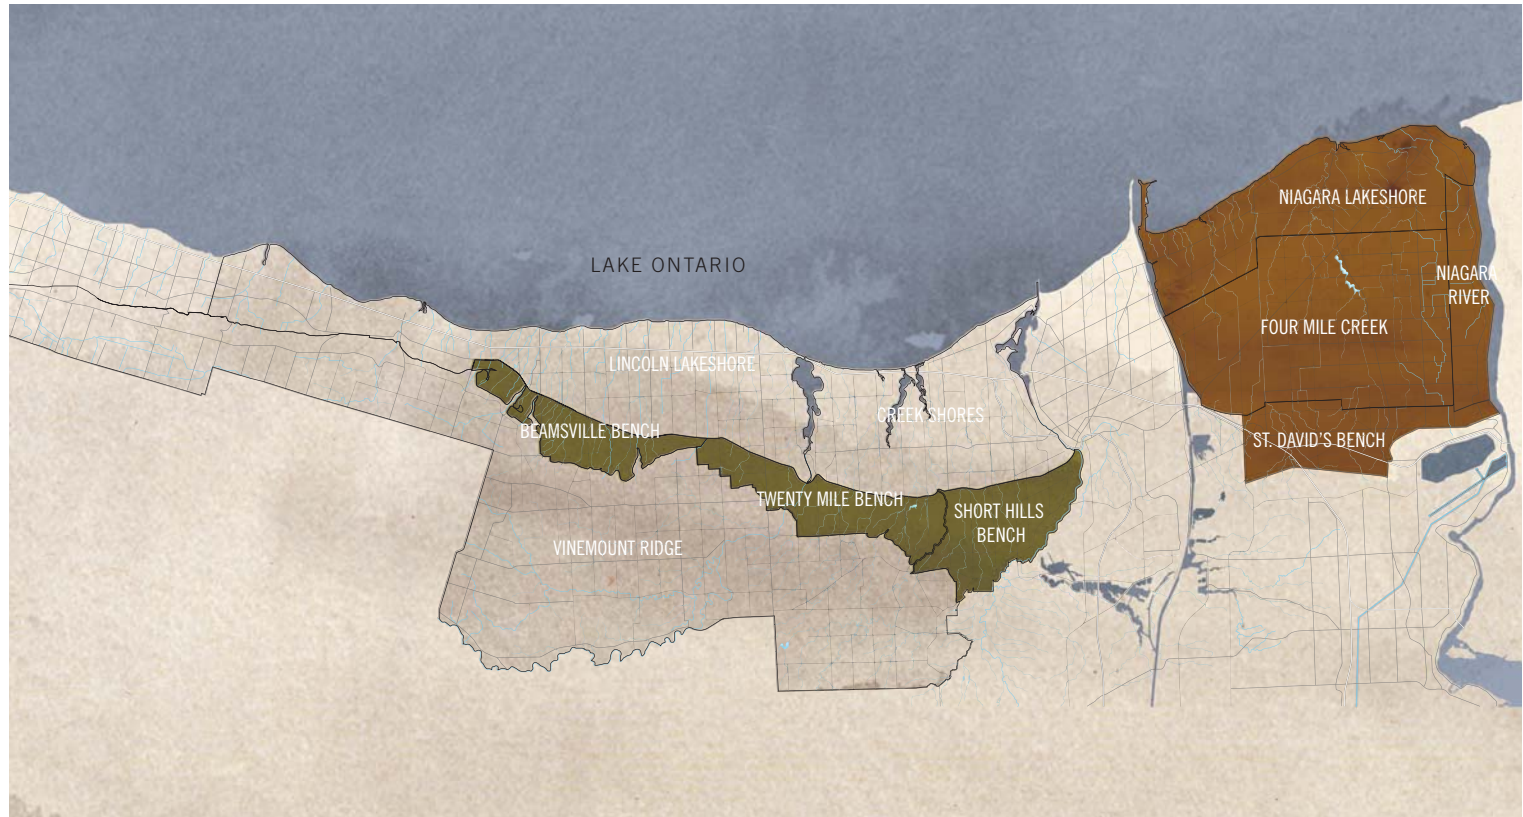 NIAGARA LAKESHORE
LAKE ONTARIO
NIAGARA
RIVER
FOUR MILE CREEK
LINCOLN LAKESHORE
CREEK SHORES
BEAMSVILLE BENCH
ST. DAVID'S BENCH
TWENTY MILE BENCH
SHORT HILLS
BENCH
VINEMOUNT RIDGE